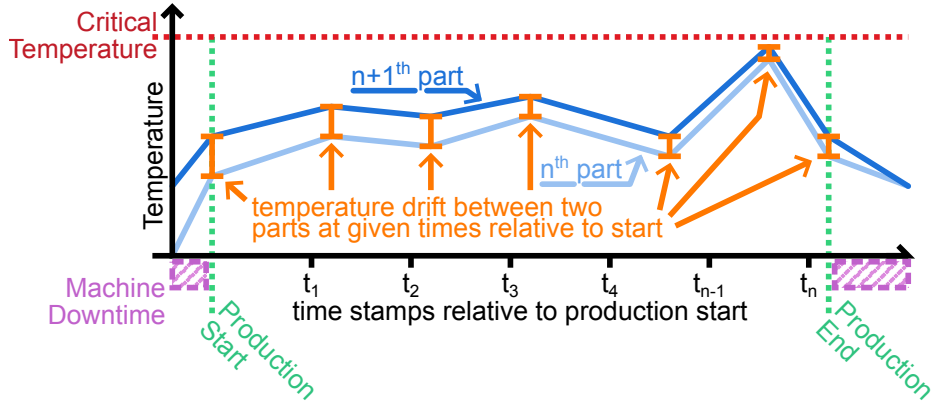 Critical
Temperature
Temperature
n+1th part
nth part
temperature drift between two
parts at given times relative to start
t1
t2
t3
t4
tn-1
tn
Machine
Downtime
time stamps relative to production start
Production
Start
Production
End